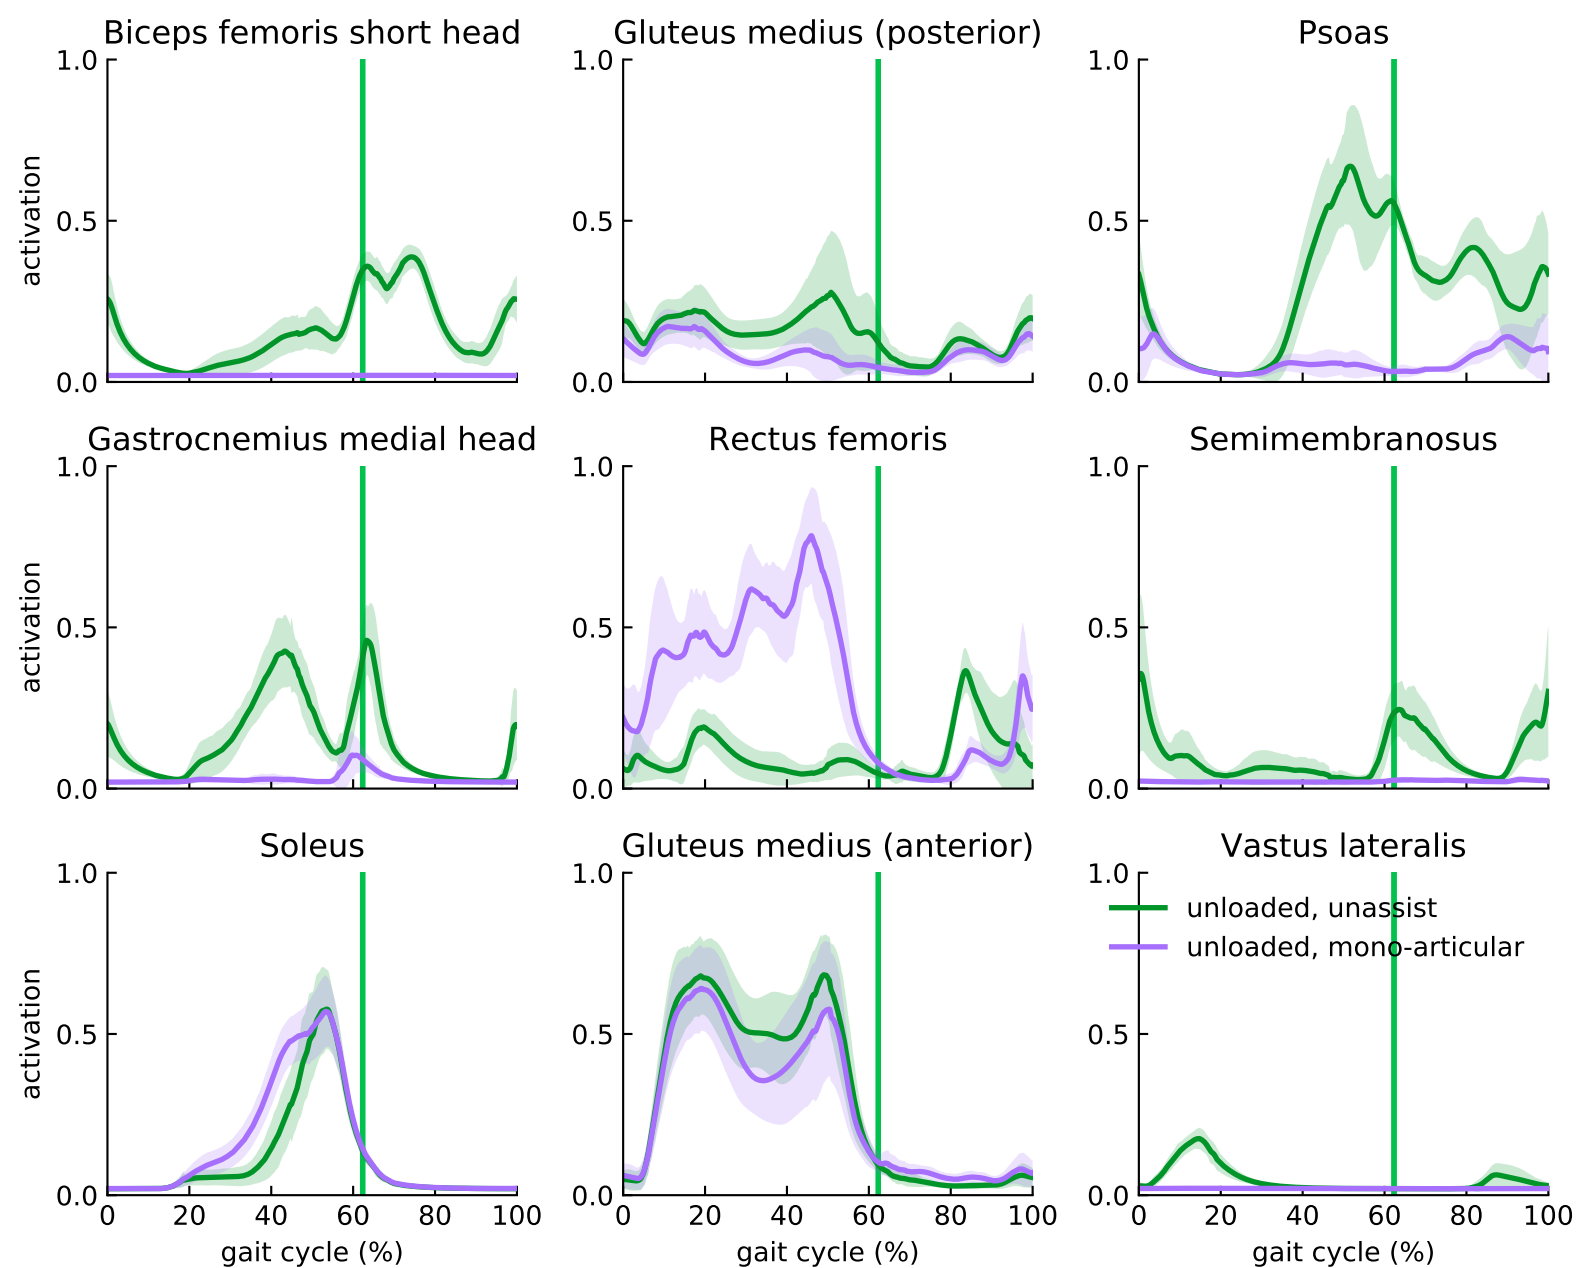 Biceps femoris short head
Gluteus medius (posterior)
Psoas
1.0
0.5
0.0
activation
1.0
0.5
0.0
1.0
0.5
0.0
Gastrocnemius medial head
Rectus femoris
Semimembranosus
1.0
0.5
0.0
activation
1.0
0.5
0.0
1.0
0.5
0.0
Soleus
Gluteus medius (anterior)
Vastus lateralis
1.0
0.5
0.0
activation
0 20 40 60 80 100
gait cycle (%)
1.0
0.5
0.0
0 20 40 60 80 100
gait cycle (%)
1.0
0.5
0.0
unloaded, unassist
unloaded, mono-articular
0 20 40 60 80 100
gait cycle (%)